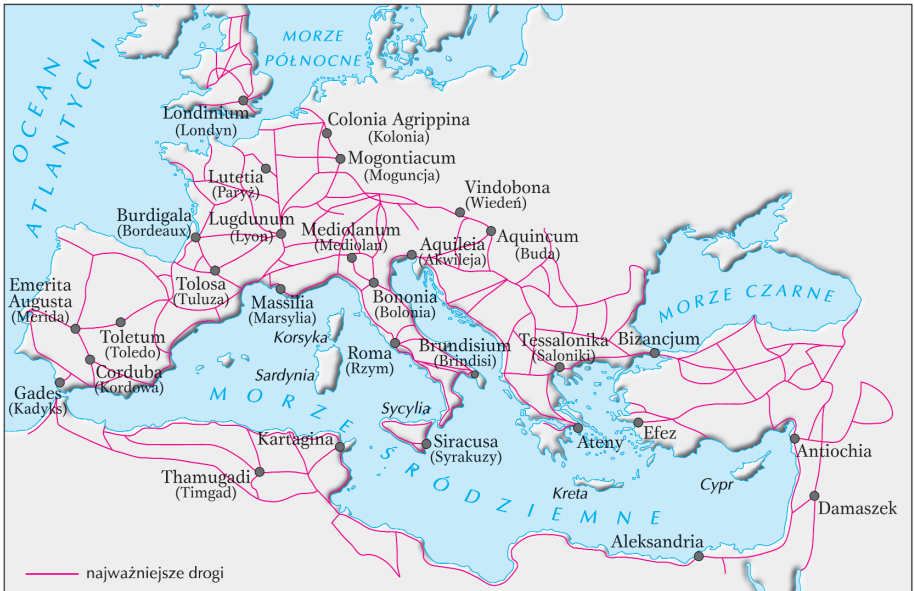 MORZE
PÓŁNOCNE
OCEAN
ATLANTYCKI
Londinium
(Londyn)
Colonia Agrippina
(Kolonia)
Mogontiacum
(Moguncja)
Lutetia
(Paryż)
Vindobona
(Wiedeń)
Burdigala
(Bordeaux)
Lugdunum
(Lyon)
Mediolanum
(Mediolan)
Aquileia
(Akwileja)
Aquincum
(Buda)
Tolosa
(Tuluza)
Massilia
(Marsylia)
Bononia
(Bolonia)
MORZE CZARNE
Emerita
Augusta
(Merida)
Toletum
(Toledo)
Corduba
(Kordowa)
Gades
(Kadyks)
Korsyka
Sardynia
Roma
(Rzym)
Brundisium
(Brindisi)
Tessalonika
(Saloniki)
Bizancjum
MORZE ŚRÓDZIEMNE
Sycylia
Kartagina
Siracusa
(Syrakuzy)
Ateny
Efez
Antiochia
Thamugadi
(Timgad)
Kreta
Cypr
Damaszek
Aleksandria
najważniejsze drogi